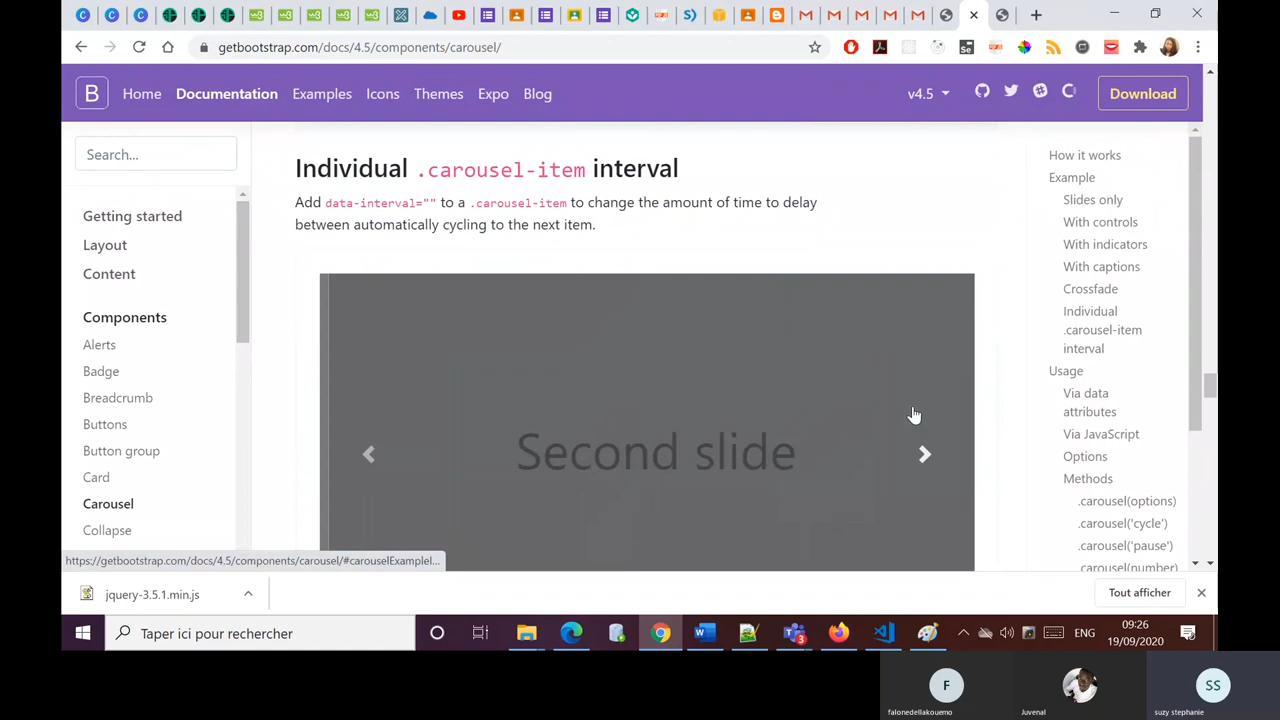 getbootstrap.com/docs/4.5/components/carousel/
B Home Documentation Examples Icons Themes Expo Blog v4.5 Download
Search...
Getting started
Layout
Content
Components
Alerts
Badge
Breadcrumb
Buttons
Button group
Card
Carousel
Collapse
Individual .carousel-item interval
Add data-interval="" to a .carousel-item to change the amount of time to delay
between automatically cycling to the next item.
Second slide
How it works
Example
Slides only
With controls
With indicators
With captions
Crossfade
Individual
.carousel-item
interval
Usage
Via data
attributes
Via JavaScript
Options
Methods
.carousel(options)
.carousel('cycle')
.carousel('pause')
.carousel(number)
https://getbootstrap.com/docs/4.5/components/carousel/#carouselExampleI...
jquery-3.5.1.min.js
Tout afficher
Taper ici pour rechercher
ENG
09:26
19/09/2020
F
falonedellakouemo
Juvenal
SS
suzy stephanie